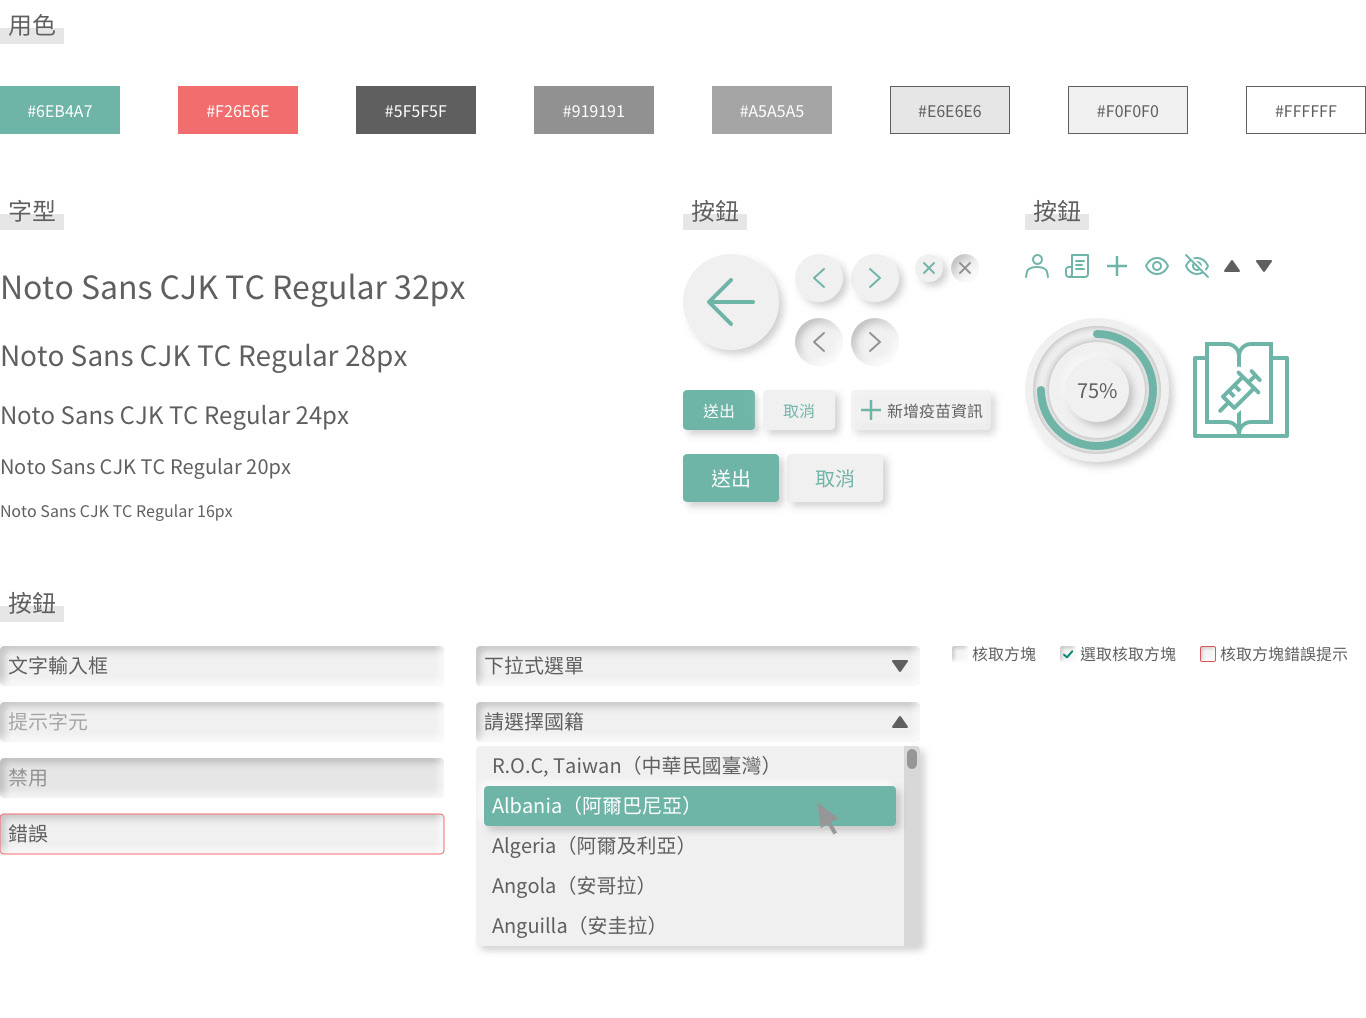 用色
#6EB4A7
#F26E6E
#5F5F5F
#919191
#A5A5A5
#E6E6E6
#F0F0F0
#FFFFFF
字型
Noto Sans CJK TC Regular 32px
Noto Sans CJK TC Regular 28px
Noto Sans CJK TC Regular 24px
Noto Sans CJK TC Regular 20px
Noto Sans CJK TC Regular 16px
按鈕
送出
取消
新增疫苗資訊
送出
取消
按鈕
75%
按鈕
文字輸入框
提示字元
禁用
錯誤
下拉式選單
請選擇國籍
R.O.C, Taiwan（中華民國臺灣）
Albania（阿爾巴尼亞）
Algeria（阿爾及利亞）
Angola（安哥拉）
Anguilla（安圭拉）
核取方塊
選取核取方塊
核取方塊錯誤提示